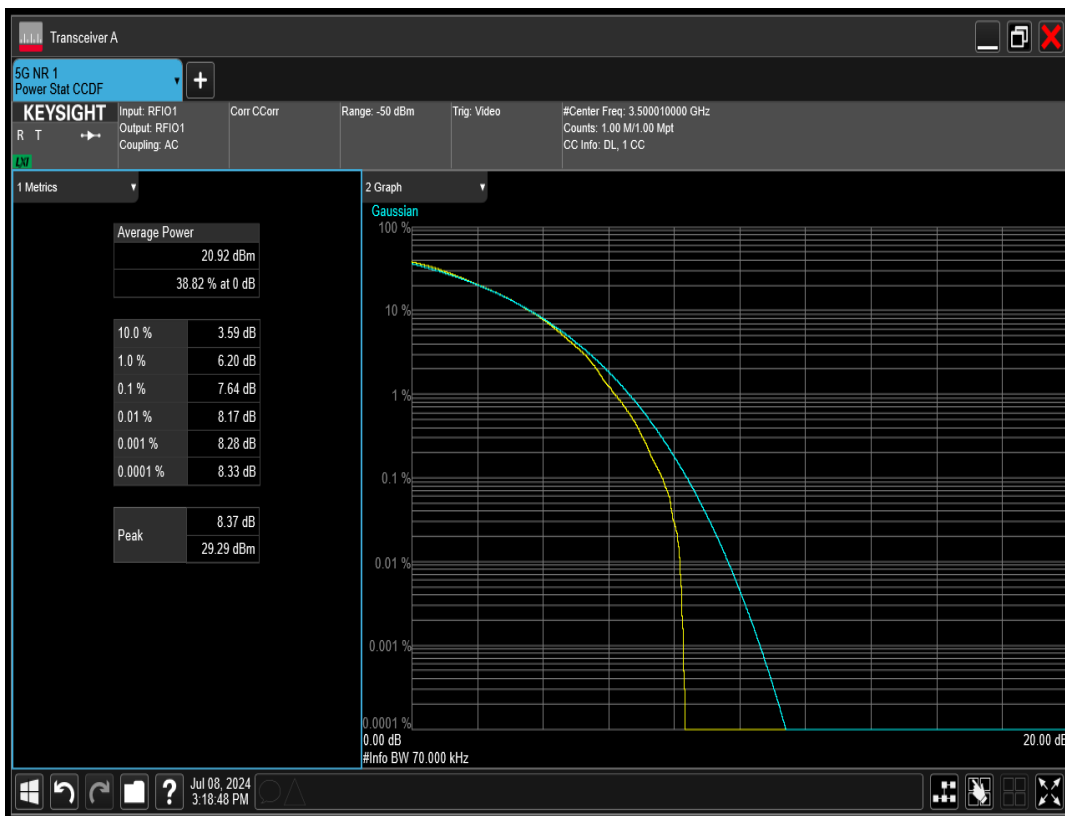 Transceiver A
5G NR 1
Power Stat CCDF
+
KEYSIGHT
R T
LXI
Input: RFIO1
Output: RFIO1
Coupling: AC
Corr CCorr
Range: -50 dBm
Trig: Video
#Center Freq: 3.500010000 GHz
Counts: 1.00 M/1.00 Mpt
CC Info: DL, 1 CC
1 Metrics
Average Power
20.92 dBm
38.82 % at 0 dB
10.0 % 3.59 dB
1.0 % 6.20 dB
0.1 % 7.64 dB
0.01 % 8.17 dB
0.001 % 8.28 dB
0.0001 % 8.33 dB
Peak
8.37 dB
29.29 dBm
2 Graph
Gaussian
100 %
10 %
1 %
0.1 %
0.01 %
0.001 %
0.0001 %
0.00 dB 20.00 dB
#Info BW 70.000 kHz
?
Jul 08, 2024
3:18:48 PM